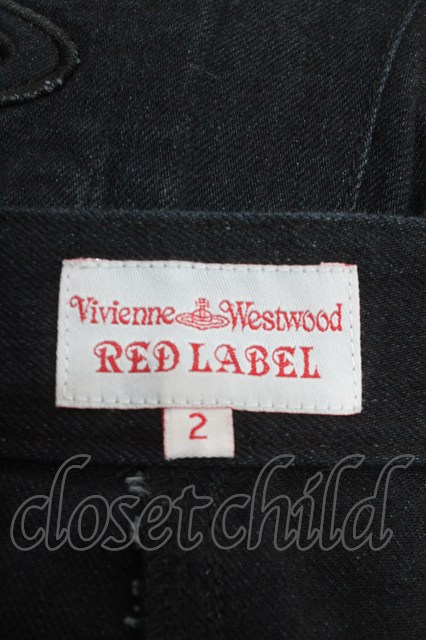 Vivienne Westwood
RED LABEL
2
closetchild